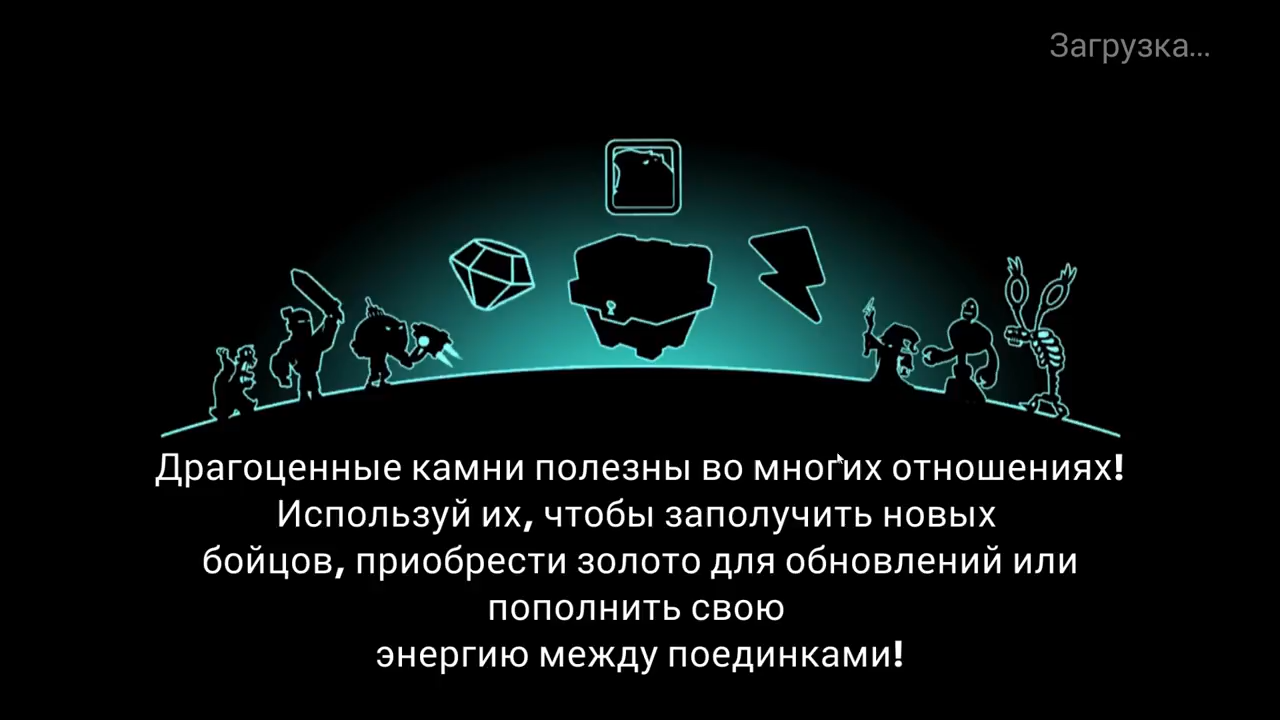 Загрузка...
Драгоценные камни полезны во многих отношениях!
Используй их, чтобы заполучить новых
бойцов, приобрести золото для обновлений или
пополнить свою
энергию между поединками!